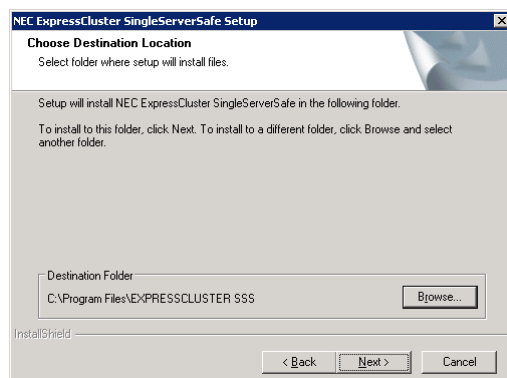 NEC ExpressCluster SingleServerSafe Setup
Choose Destination Location
Select folder where setup will install files.
Setup will install NEC ExpressCluster SingleServerSafe in the following folder.
To install to this folder, click Next. To install to a different folder, click Browse and select
another folder.
Destination Folder
C:\Program Files\EXPRESSCLUSTER SSS
Browse...
InstallShield
< Back
Next >
Cancel